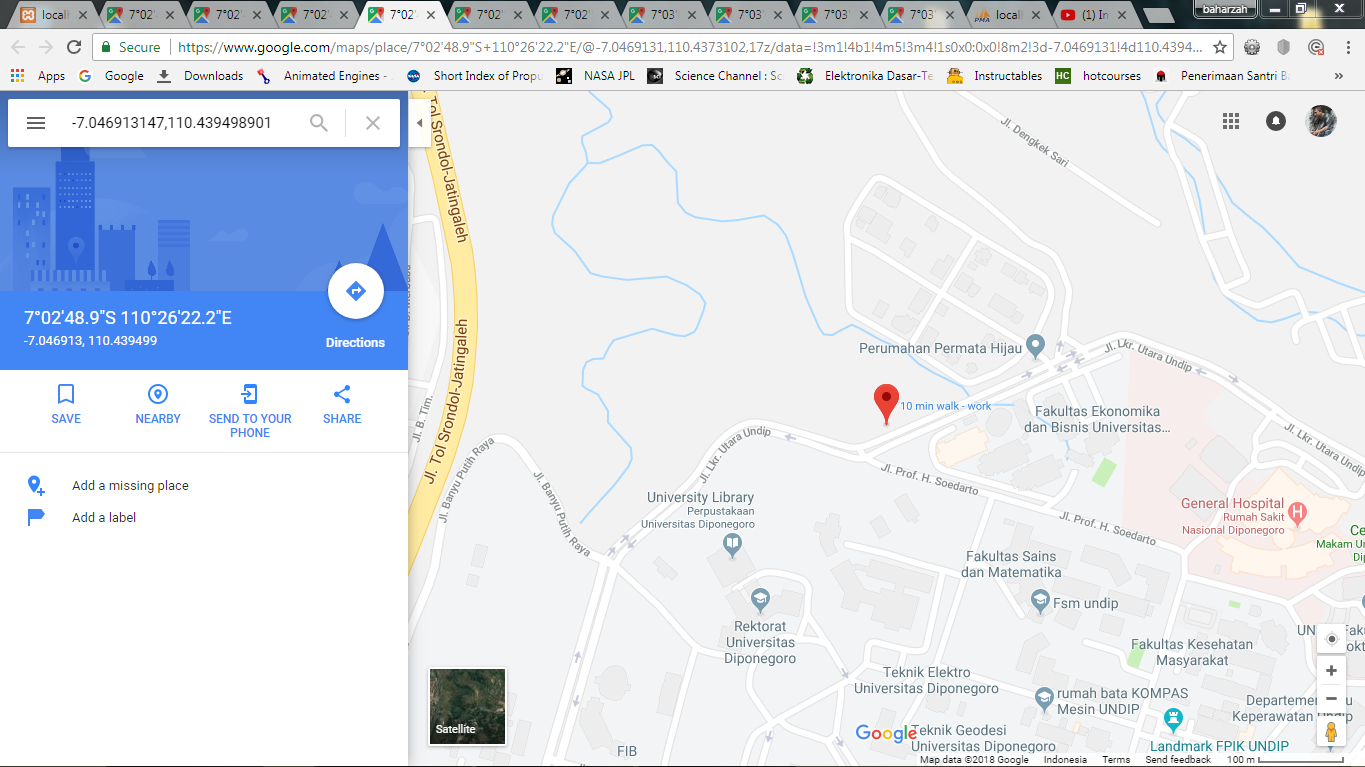 locall
7°02'
7°02'
7°02'
7°02'
7°02'
7°02'
7°03'
7°03'
7°03'
7°03
PMA
locall
(1) In
baharzah
Secure
https://www.google.com/maps/place/7°02'48.9"S+110°26'22.2"E/@-7.0469131,110.4373102,17z/data=!3m1!4b1!4m5!3m4!1s0x0:0x0!8m2!3d-7.0469131!4d110.4394...
Apps
Google
Downloads
Animated Engines -
Short Index of Propu
NASA JPL
Science Channel : Sc
Elektronika Dasar-Te
Instructables
HC
hotcourses
Penerimaan Santri Ba
»
-7.046913147,110.439498901
7°02'48.9"S 110°26'22.2"E
-7.046913, 110.439499
Directions
SAVE
NEARBY
SEND TO YOUR
PHONE
SHARE
Add a missing place
Add a label
Tol Srondol-Jatingaleh
Jl. Tol Srondol-Jatingaleh
Jl. B. Tim.
Jl. Banyu Putih Raya
Jl. Banyu Putih Raya
Jl. Dengkek Sari
Perumahan Permata Hijau
Jl. Lkr. Utara Undip
10 min walk - work
Fakultas Ekonomika
dan Bisnis Universitas...
Jl. Lkr. Utara Undip
Jl. Lkr. Utara Undip
Jl. Prof. H. Soedarto
Jl. Prof. H. Soedarto
University Library
Perpustakaan
Universitas Diponegoro
General Hospital
Rumah Sakit
Nasional Diponegoro
H
Ce
Makam Un
Dip
Fakultas Sains
dan Matematika
Fsm undip
Rektorat
Universitas
Diponegoro
Fakultas Kesehatan
Masyarakat
UN
Fak
okt
Teknik Elektro
Universitas Diponegoro
rumah bata KOMPAS
Mesin UNDIP
Departemen
Keperawatan Undip
Teknik Geodesi
Universitas Diponegoro
Landmark FPIK UNDIP
FIB
Satellite
Google
+
−
Map data ©2018 Google
Indonesia
Terms
Send feedback
100 m